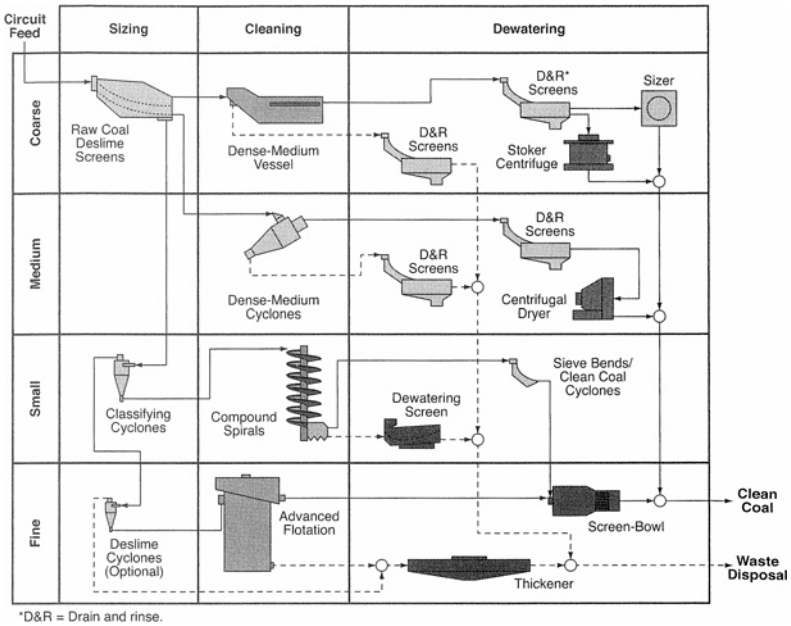 Circuit
Feed
Sizing
Cleaning
Dewatering
Coarse
Raw Coal
Deslime
Screens
Dense-Medium
Vessel
D&R
Screens
D&R*
Screens
Stoker
Centrifuge
Sizer
Medium
Dense-Medium
Cyclones
D&R
Screens
D&R
Screens
Centrifugal
Dryer
Small
Classifying
Cyclones
Compound
Spirals
Dewatering
Screen
Sieve Bends/
Clean Coal
Cyclones
Fine
Deslime
Cyclones
(Optional)
Advanced
Flotation
Thickener
Screen-Bowl
Clean
Coal
Waste
Disposal
*D&R = Drain and rinse.